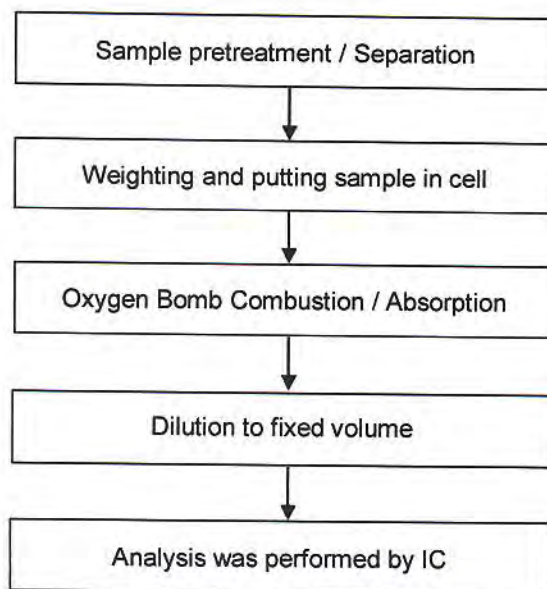 Sample pretreatment / Separation
Weighting and putting sample in cell
Oxygen Bomb Combustion / Absorption
Dilution to fixed volume
Analysis was performed by IC